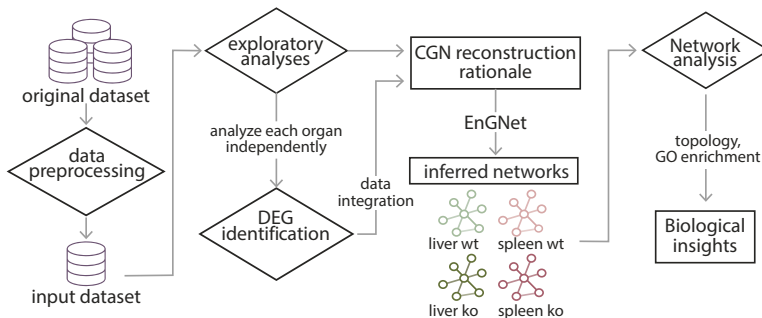 original dataset
data
preprocessing
input dataset
exploratory
analyses
analyze each organ
independently
DEG
identification
data
integration
CGN reconstruction
rationale
EnGNet
inferred networks
liver wt
spleen wt
liver ko
spleen ko
Network
analysis
topology,
GO enrichment
Biological
insights